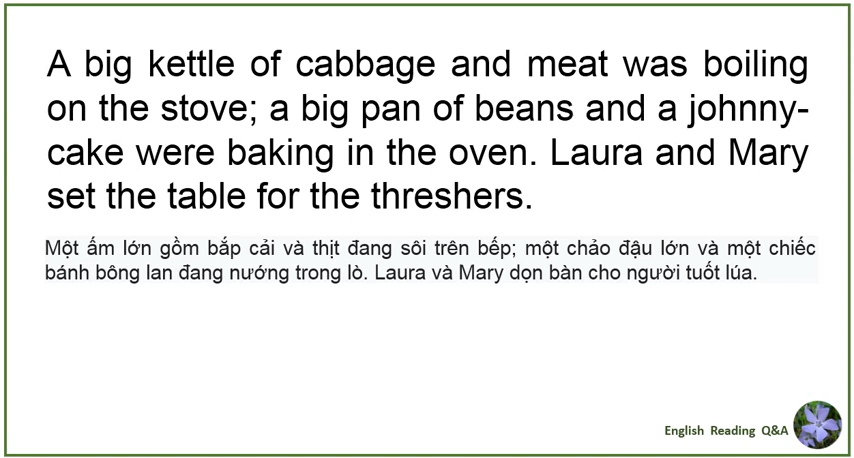 A big kettle of cabbage and meat was boiling
on the stove; a big pan of beans and a johnny-
cake were baking in the oven. Laura and Mary
set the table for the threshers.
Một ấm lớn gồm bắp cải và thịt đang sôi trên bếp; một chảo đậu lớn và một chiếc
bánh bông lan đang nướng trong lò. Laura và Mary dọn bàn cho người tuốt lúa.
English Reading Q&A